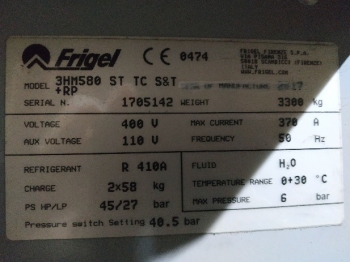 Frigel CE 0474 FRIGEL FIRENZE S.P.A.
ITALY
WWW.FRIGEL.COM
MODEL 3HM580 ST TC S&T
+RP
SERIAL N. 1705142 WEIGHT 3300 kg
VOLTAGE 400 V MAX CURRENT 370 A
AUX VOLTAGE 110 V FREQUENCY 50 Hz
REFRIGERANT R 410A FLUID H₂O
CHARGE 2×58 kg TEMPERATURE RANGE 0+30 °C
PS HP/LP 45/27 bar MAX PRESSURE 6 bar
Pressure switch Setting 40.5 bar